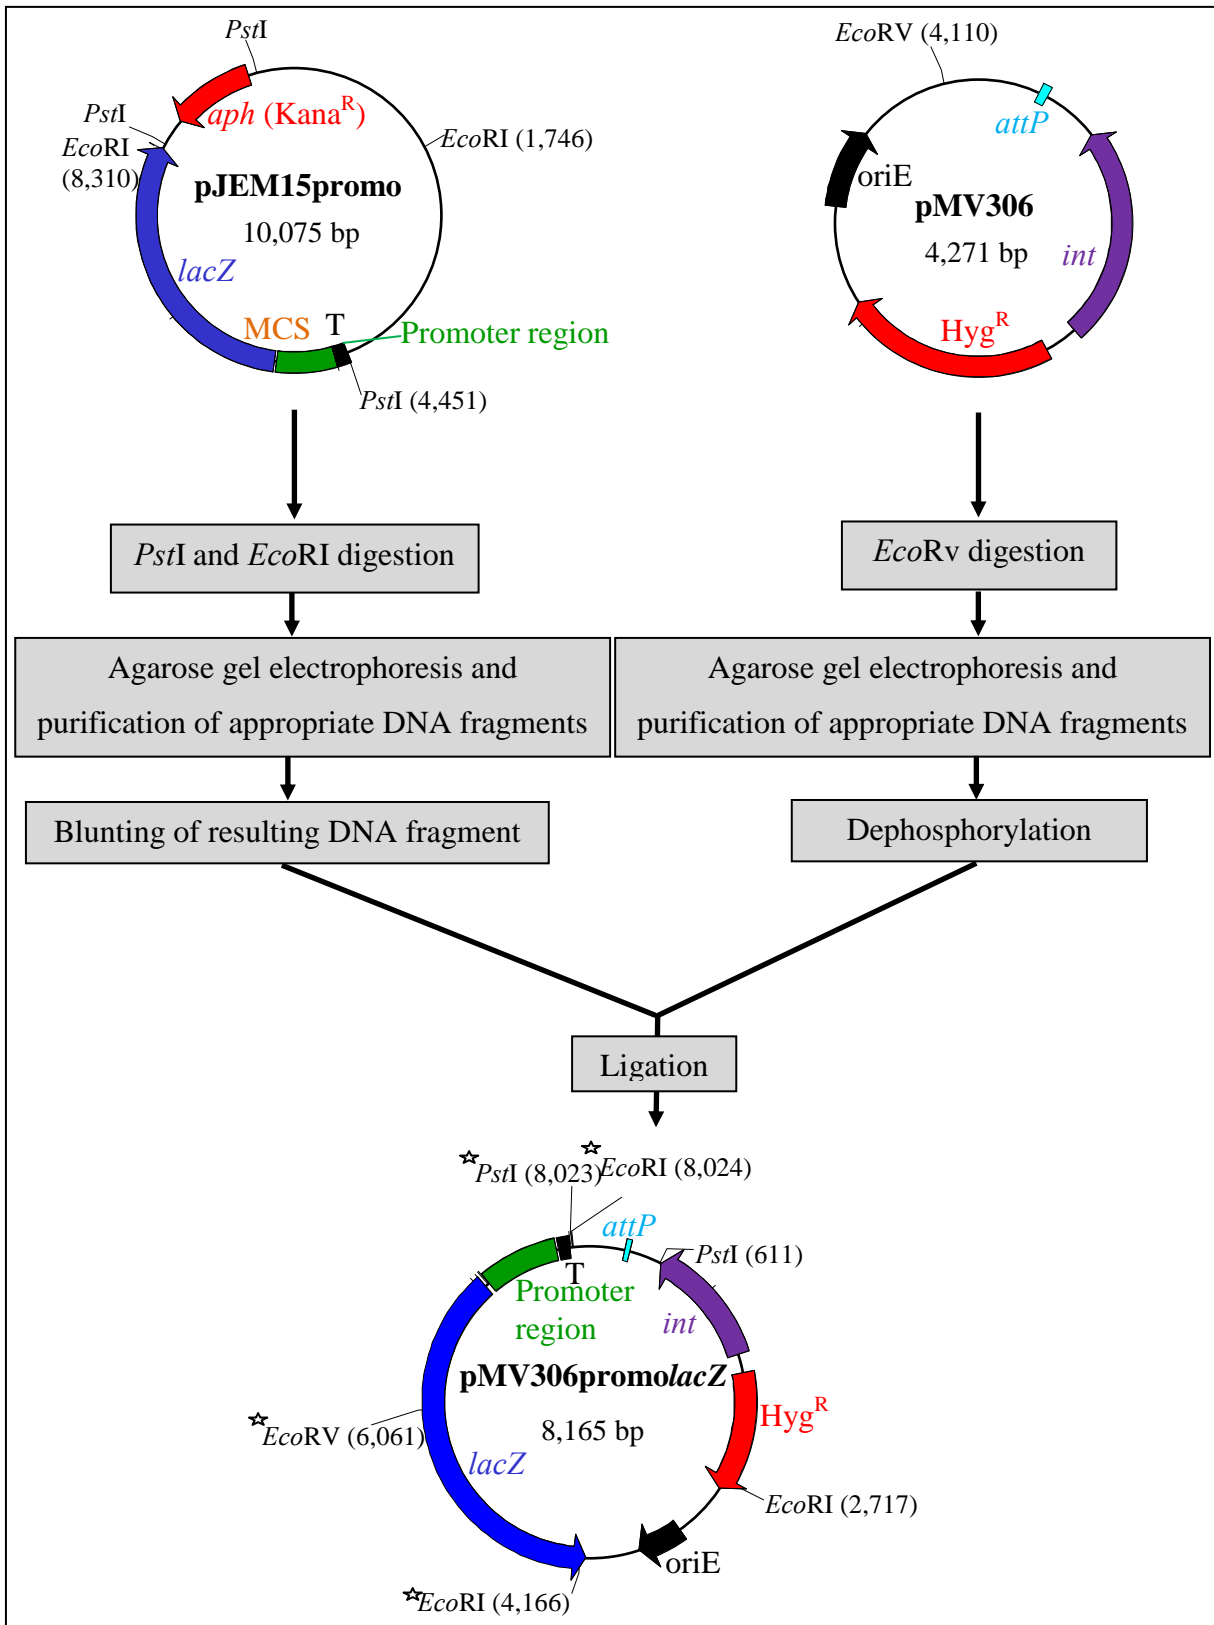 PstI
aph (Kana^R)
PstI
EcoRI
(8,310)
EcoRI (1,746)
pJEM15promo
10,075 bp
lacZ
MCS
T
Promoter region
PstI (4,451)
EcoRV (4,110)
attP
oriE
pMV306
4,271 bp
int
Hyg^R
PstI and EcoRI digestion
EcoRv digestion
Agarose gel electrophoresis and
purification of appropriate DNA fragments
Agarose gel electrophoresis and
purification of appropriate DNA fragments
Blunting of resulting DNA fragment
Dephosphorylation
Ligation
☆PstI (8,023)
☆EcoRI (8,024)
attP
PstI (611)
T
Promoter
region
int
pMV306promolacZ
8,165 bp
Hyg^R
☆EcoRV (6,061)
lacZ
EcoRI (2,717)
oriE
☆EcoRI (4,166)